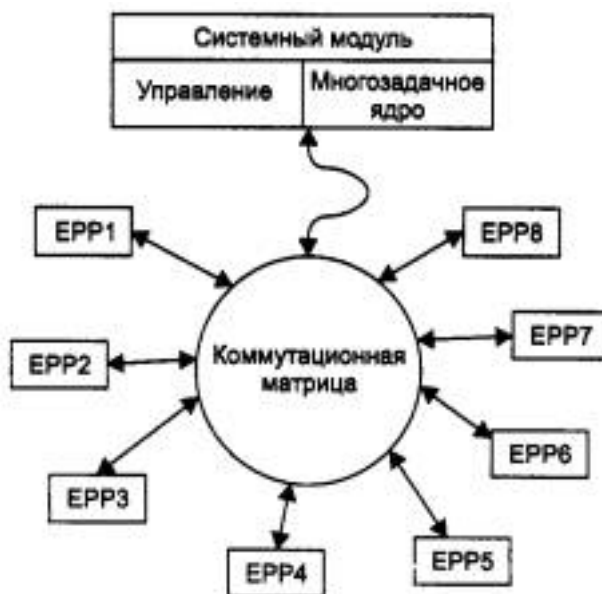 Системный модуль
Управление
Многозадачное
ядро
EPP1
EPP8
EPP2
Коммутационная
матрица
EPP7
EPP3
EPP6
EPP4
EPP5